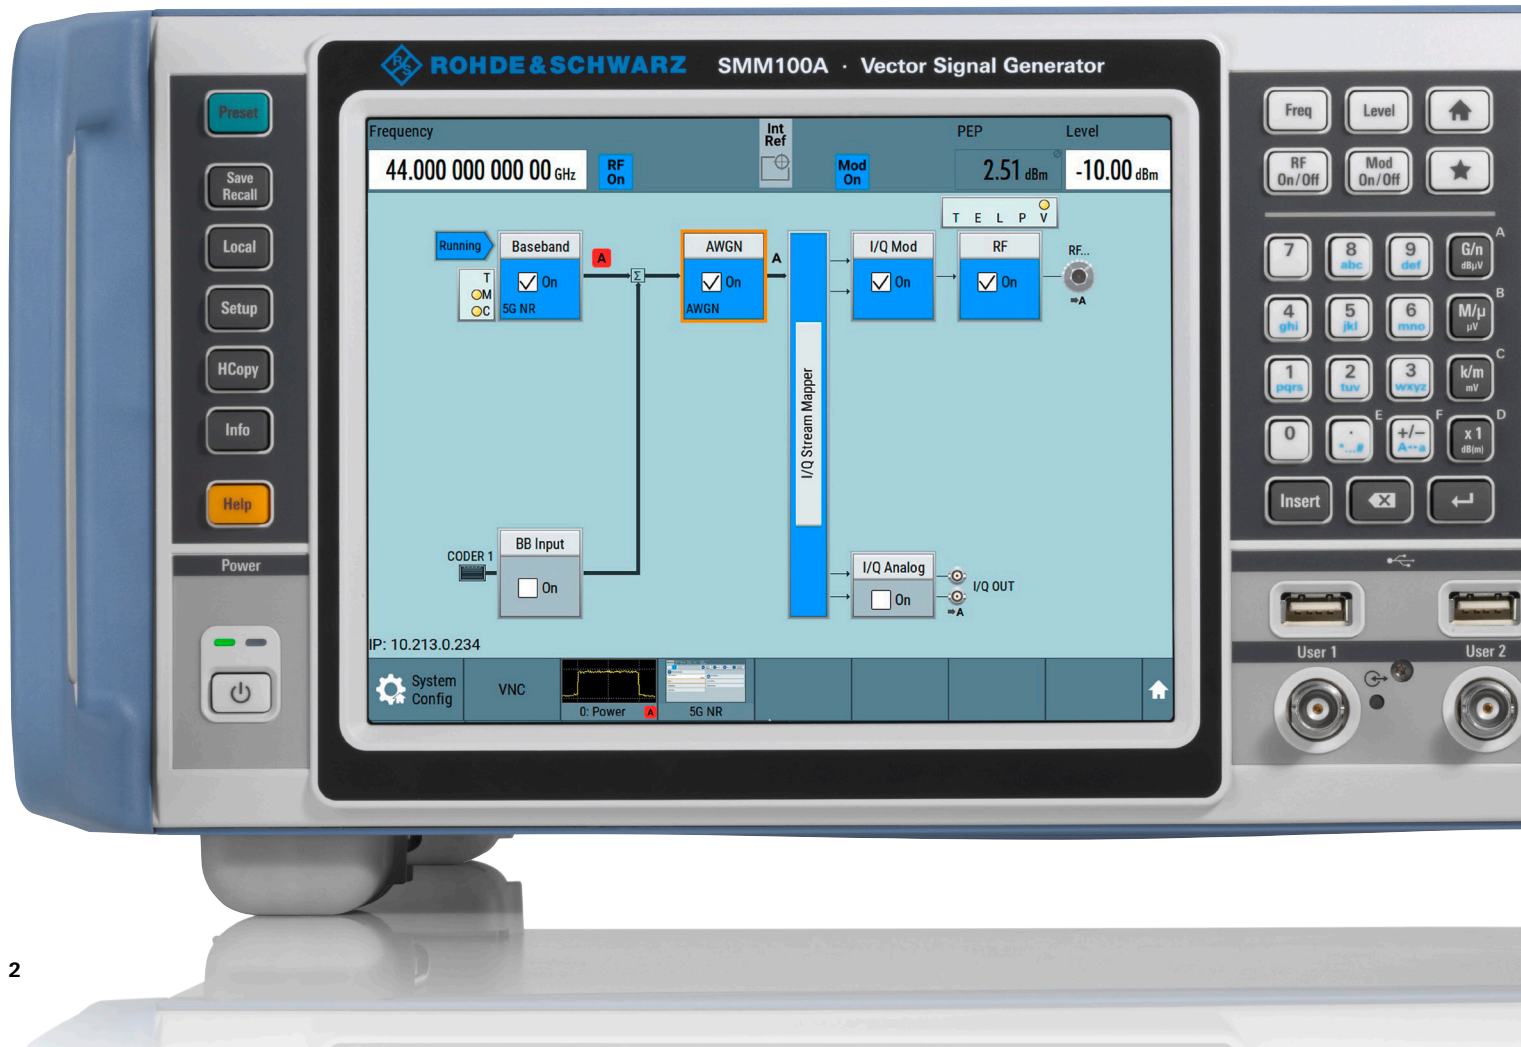 ROHDE & SCHWARZ SMM100A · Vector Signal Generator
Preset
Save
Recall
Local
Setup
HCopy
Info
Help
Power
Frequency
Int
Ref
PEP
Level
44.000 000 000 00 GHz
RF
On
Mod
On
2.51 dBm
-10.00 dBm
T E L P V
Running
Baseband
On
5G NR
T
M
C
A
Σ
AWGN
On
AWGN
A
I/Q Stream Mapper
I/Q Mod
On
RF
On
RF...
⇒A
CODER 1
BB Input
On
I/Q Analog
On
I/Q OUT
⇒A
IP: 10.213.0.234
System
Config
VNC
0: Power A
5G NR
Freq
Level
RF
On/Off
Mod
On/Off
7
8
abc
9
def
G/n
dBµV
A
4
ghi
5
jkl
6
mno
M/µ
µV
B
1
pqrs
2
tuv
3
wxyz
k/m
mV
C
0
.
*...#
E
+/−
A↔a
F
x 1
dB(m)
D
Insert
User 1
User 2
2